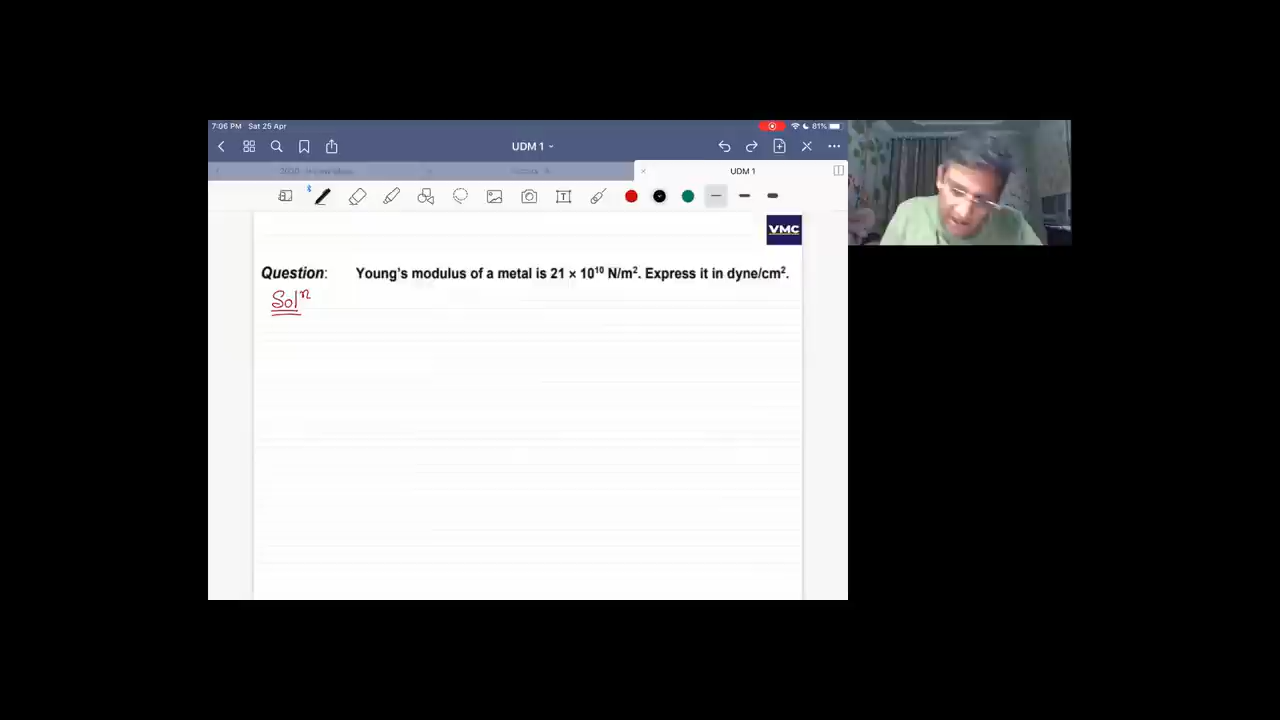 7:06 PM Sat 25 Apr
81%
UDM 1
UDM 1
VMC
Question: Young's modulus of a metal is 21 × 10¹⁰ N/m². Express it in dyne/cm².
Solⁿ